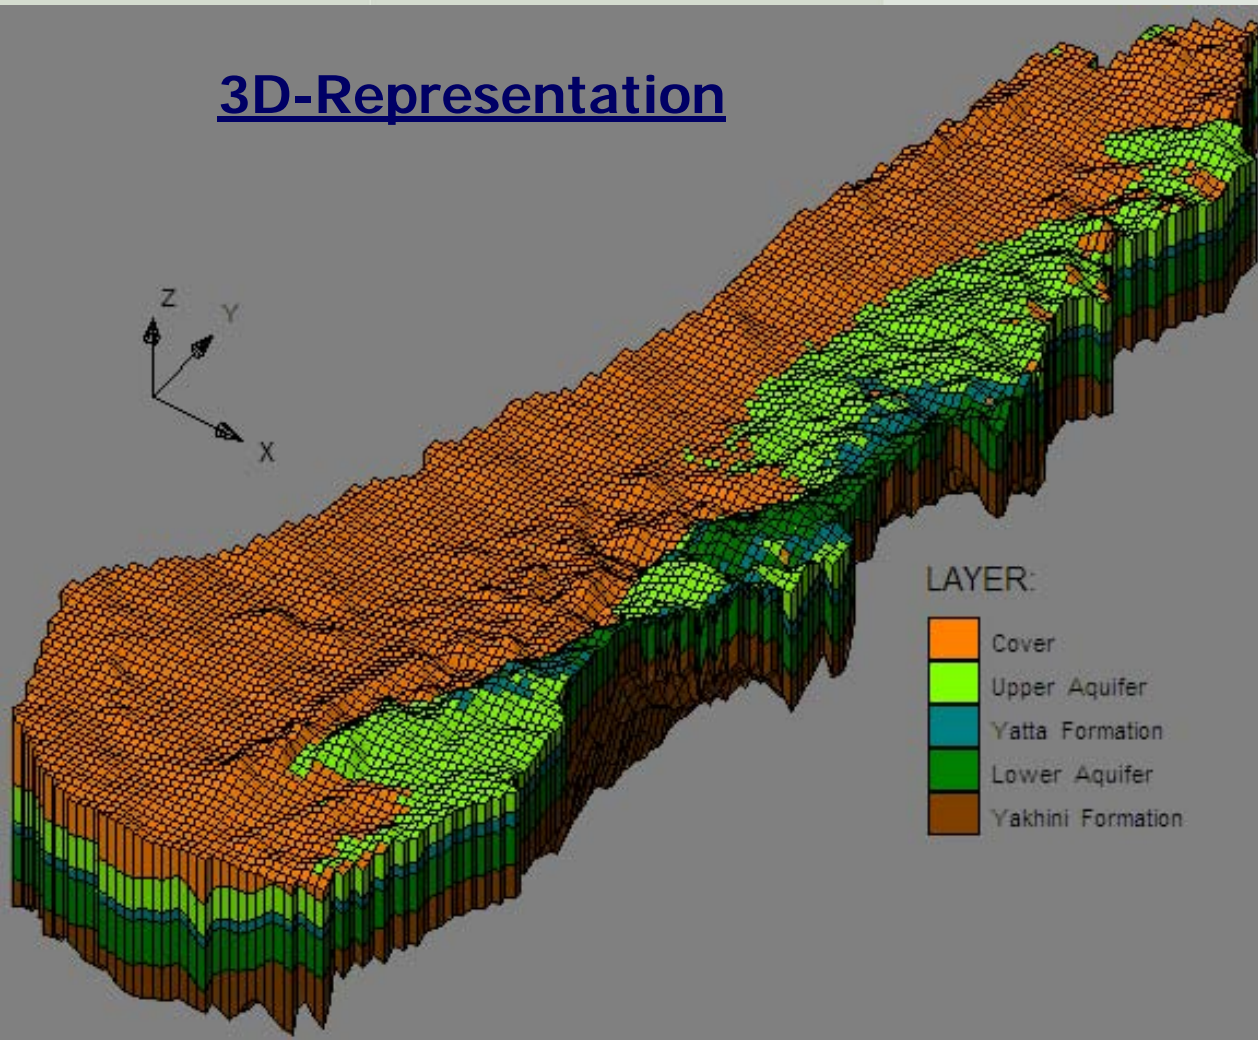 3D-Representation
Z
Y
X
LAYER:
Cover
Upper Aquifer
Yatta Formation
Lower Aquifer
Yakhini Formation